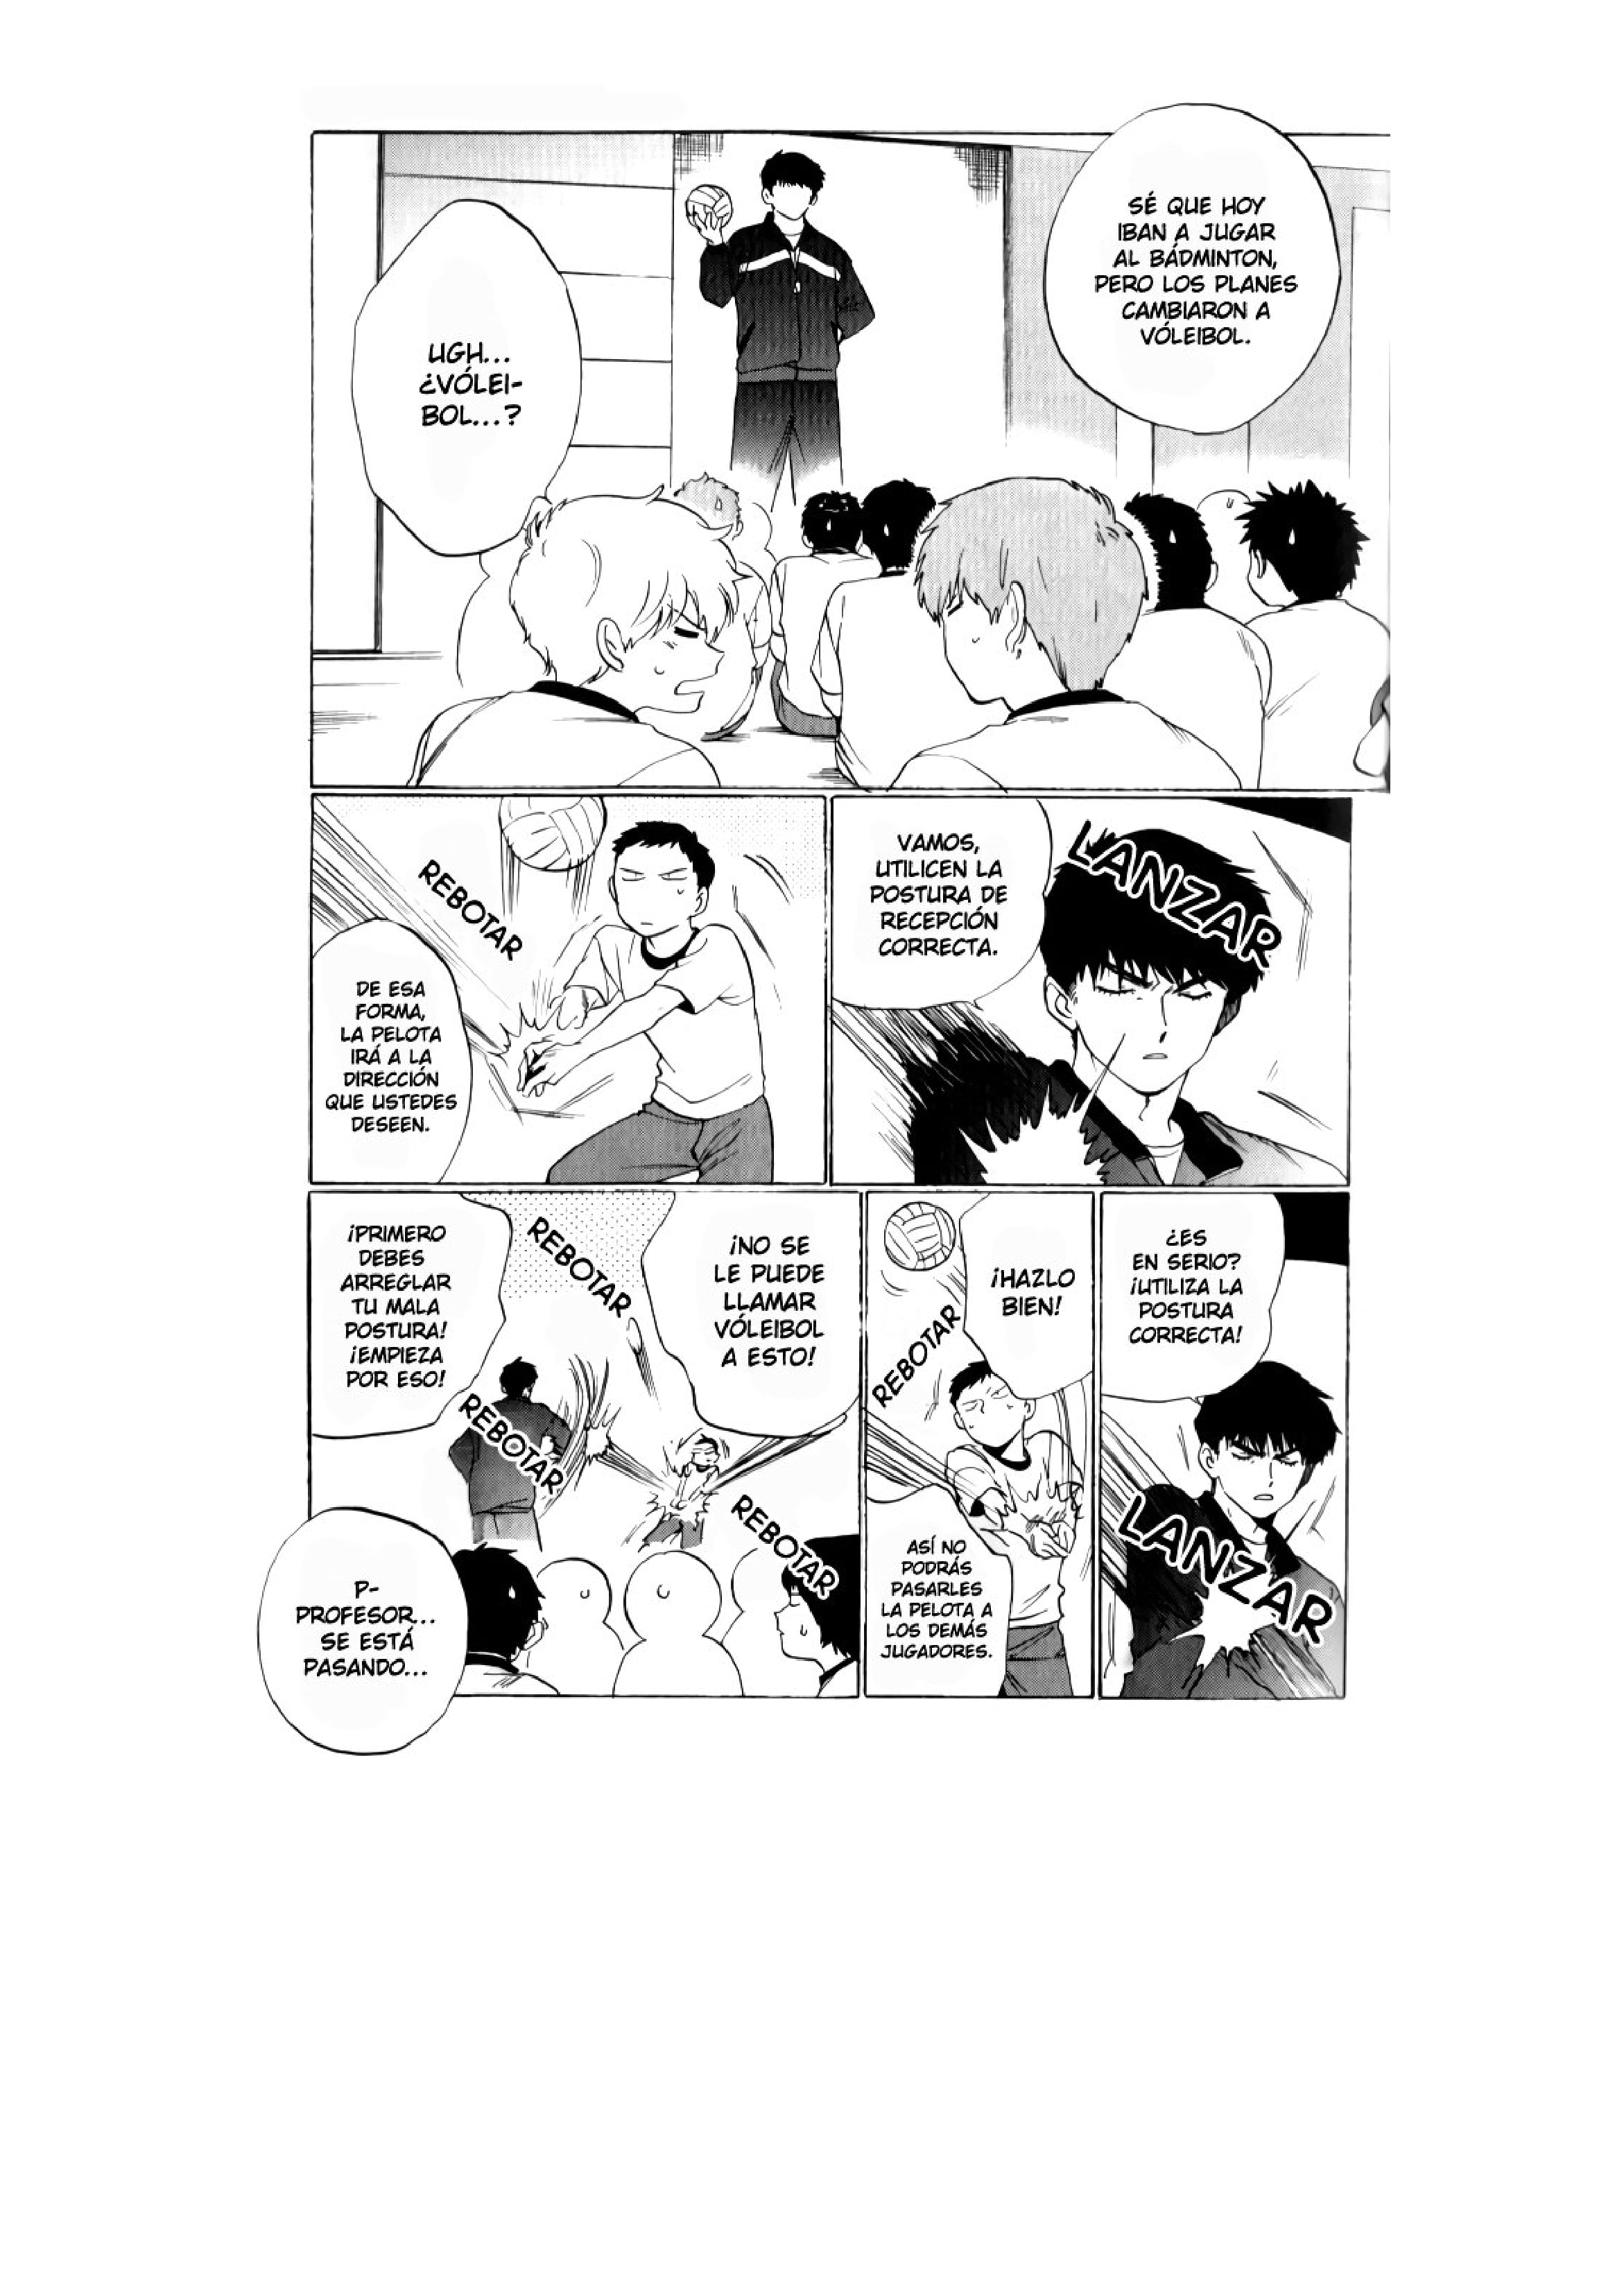 SÉ QUE HOY
IBAN A JUGAR
AL BÁDMINTON,
PERO LOS PLANES
CAMBIARON A
VÓLEIBOL.
UGH...
¿VÓLEI-
BOL...?
VAMOS,
UTILICEN LA
POSTURA DE
RECEPCIÓN
CORRECTA.
LANZAR
REBOTAR
DE ESA
FORMA,
LA PELOTA
IRÁ A LA
DIRECCIÓN
QUE USTEDES
DESEEN.
¿ES
EN SERIO?
¡UTILIZA LA
POSTURA
CORRECTA!
LANZAR
¡HAZLO
BIEN!
REBOTAR
ASÍ NO
PODRÁS
PASARLES
LA PELOTA A
LOS DEMÁS
JUGADORES.
¡NO SE
LE PUEDE
LLAMAR
VÓLEIBOL
A ESTO!
REBOTAR
¡PRIMERO
DEBES
ARREGLAR
TU MALA
POSTURA!
¡EMPIEZA
POR ESO!
REBOTAR
REBOTAR
P-
PROFESOR...
SE ESTÁ
PASANDO...